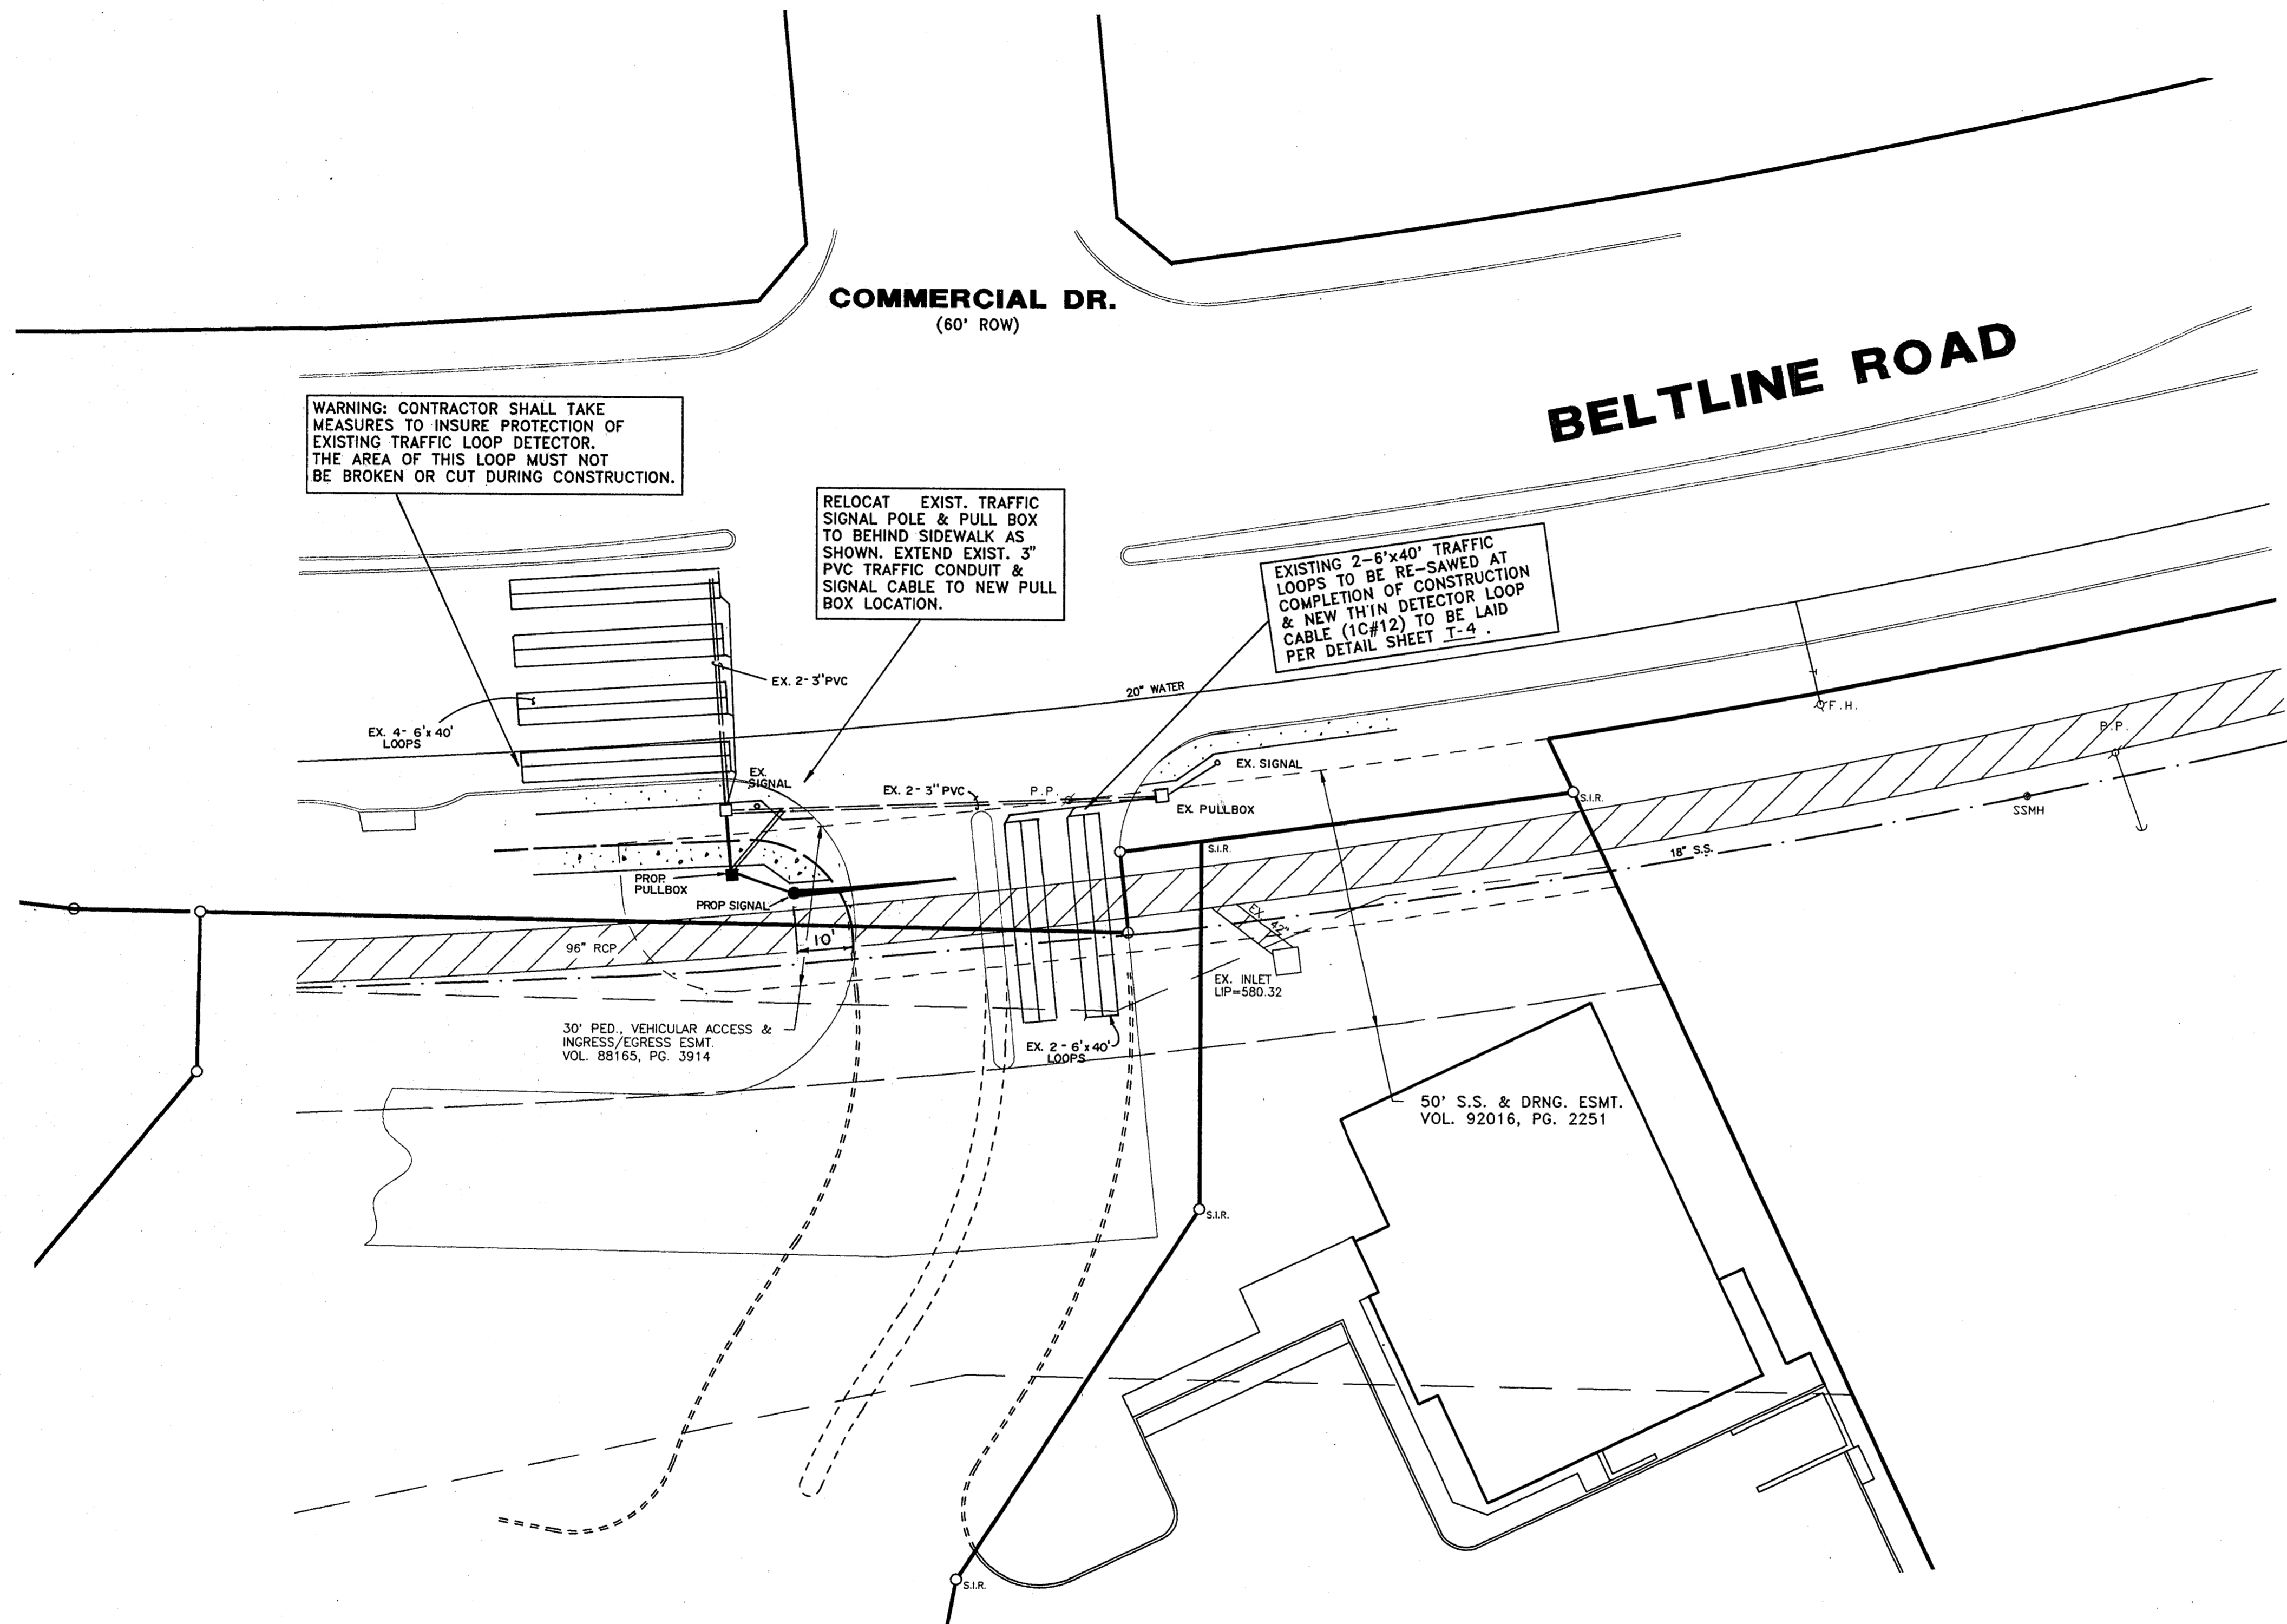 COMMERCIAL DR.
(60' ROW)
BELTLINE ROAD
WARNING: CONTRACTOR SHALL TAKE
MEASURES TO INSURE PROTECTION OF
EXISTING TRAFFIC LOOP DETECTOR.
THE AREA OF THIS LOOP MUST NOT
BE BROKEN OR CUT DURING CONSTRUCTION.
RELOCAT EXIST. TRAFFIC
SIGNAL POLE & PULL BOX
TO BEHIND SIDEWALK AS
SHOWN. EXTEND EXIST. 3"
PVC TRAFFIC CONDUIT &
SIGNAL CABLE TO NEW PULL
BOX LOCATION.
EXISTING 2-6'x40' TRAFFIC
LOOPS TO BE RE-SAWED AT
COMPLETION OF CONSTRUCTION
& NEW THIN DETECTOR LOOP
CABLE (1C#12) TO BE LAID
PER DETAIL SHEET T-4 .
EX. 2-3"PVC
20" WATER
EX. 4- 6'x 40'
LOOPS
F.H.
P.P.
EX.
SIGNAL
EX. SIGNAL
EX. 2-3"PVC
P.P.
EX. PULLBOX
S.I.R.
SSMH
S.I.R.
18" S.S.
PROP.
PULLBOX
PROP SIGNAL
EX. 42"
10'
96" RCP
EX. INLET
LIP=580.32
30' PED., VEHICULAR ACCESS &
INGRESS/EGRESS ESMT.
VOL. 88165, PG. 3914
EX. 2 - 6'x 40'
LOOPS
50' S.S. & DRNG. ESMT.
VOL. 92016, PG. 2251
S.I.R.
S.I.R.